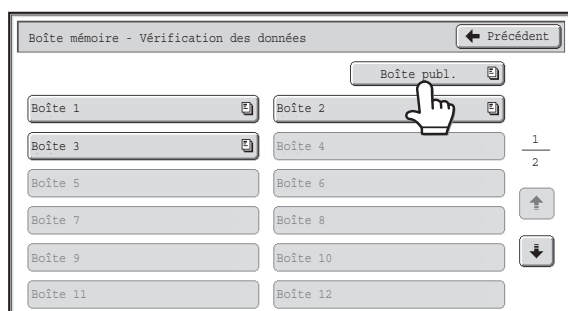 Boîte mémoire - Vérification des données
Précédent
Boîte publ.
Boîte 1
Boîte 2
Boîte 3
Boîte 4
1
2
Boîte 5
Boîte 6
Boîte 7
Boîte 8
Boîte 9
Boîte 10
Boîte 11
Boîte 12